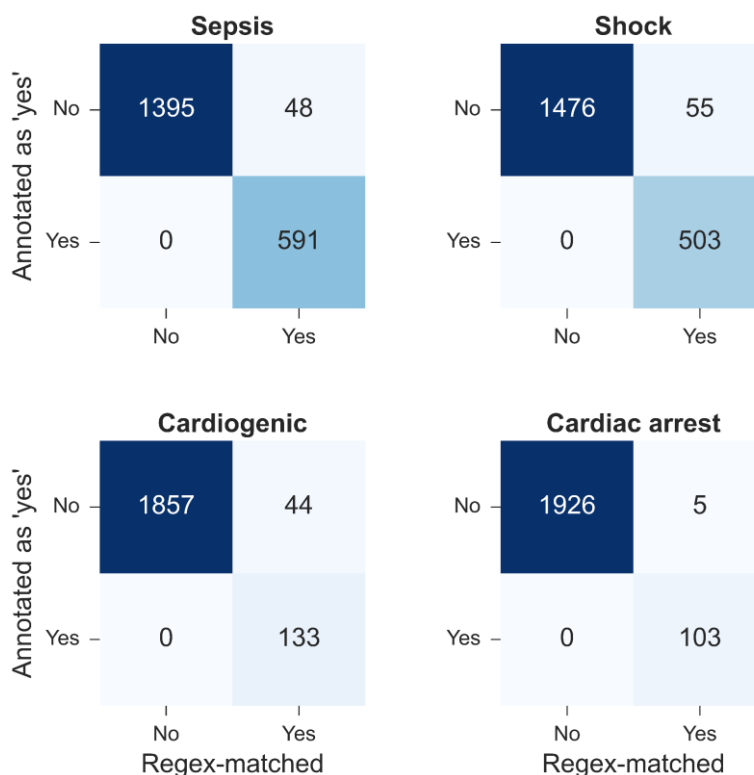 Sepsis
Shock
Annotated as 'yes'
No
1395
48
No
1476
55
Yes
0
591
Yes
0
503
No
Yes
No
Yes
Cardiogenic
Cardiac arrest
Annotated as 'yes'
No
1857
44
No
1926
5
Yes
0
133
Yes
0
103
No
Yes
No
Yes
Regex-matched
Regex-matched